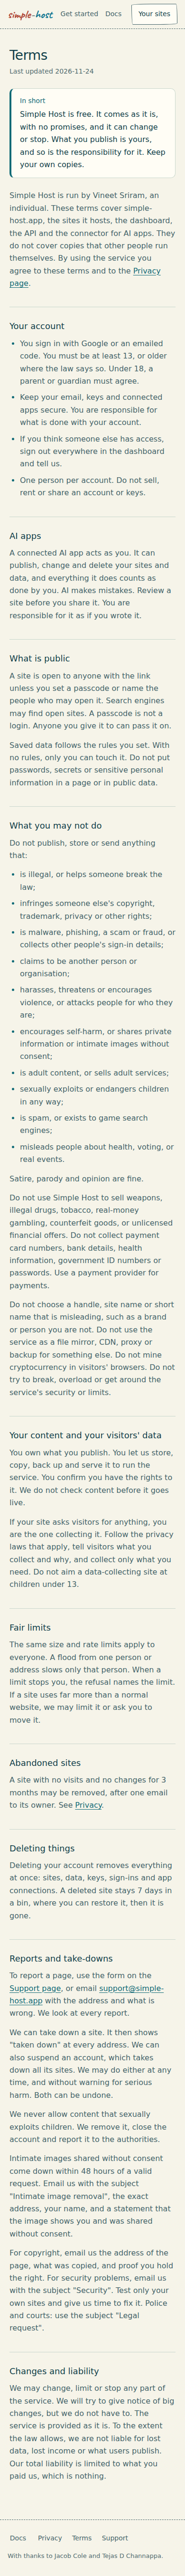 simple-host Get started Docs Your sites
Terms
Last updated 2026-11-24
In short
Simple Host is free. It comes as it is,
with no promises, and it can change
or stop. What you publish is yours,
and so is the responsibility for it. Keep
your own copies.
Simple Host is run by Vineet Sriram, an
individual. These terms cover simple-
host.app, the sites it hosts, the dashboard,
the API and the connector for AI apps. They
do not cover copies that other people run
themselves. By using the service you
agree to these terms and to the Privacy
page.
Your account
• You sign in with Google or an emailed
code. You must be at least 13, or older
where the law says so. Under 18, a
parent or guardian must agree.
• Keep your email, keys and connected
apps secure. You are responsible for
what is done with your account.
• If you think someone else has access,
sign out everywhere in the dashboard
and tell us.
• One person per account. Do not sell,
rent or share an account or keys.
AI apps
A connected AI app acts as you. It can
publish, change and delete your sites and
data, and everything it does counts as
done by you. AI makes mistakes. Review a
site before you share it. You are
responsible for it as if you wrote it.
What is public
A site is open to anyone with the link
unless you set a passcode or name the
people who may open it. Search engines
may find open sites. A passcode is not a
login. Anyone you give it to can pass it on.
Saved data follows the rules you set. With
no rules, only you can touch it. Do not put
passwords, secrets or sensitive personal
information in a page or in public data.
What you may not do
Do not publish, store or send anything
that:
• is illegal, or helps someone break the
law;
• infringes someone else's copyright,
trademark, privacy or other rights;
• is malware, phishing, a scam or fraud, or
collects other people's sign-in details;
• claims to be another person or
organisation;
• harasses, threatens or encourages
violence, or attacks people for who they
are;
• encourages self-harm, or shares private
information or intimate images without
consent;
• is adult content, or sells adult services;
• sexually exploits or endangers children
in any way;
• is spam, or exists to game search
engines;
• misleads people about health, voting, or
real events.
Satire, parody and opinion are fine.
Do not use Simple Host to sell weapons,
illegal drugs, tobacco, real-money
gambling, counterfeit goods, or unlicensed
financial offers. Do not collect payment
card numbers, bank details, health
information, government ID numbers or
passwords. Use a payment provider for
payments.
Do not choose a handle, site name or short
name that is misleading, such as a brand
or person you are not. Do not use the
service as a file mirror, CDN, proxy or
backup for something else. Do not mine
cryptocurrency in visitors' browsers. Do not
try to break, overload or get around the
service's security or limits.
Your content and your visitors' data
You own what you publish. You let us store,
copy, back up and serve it to run the
service. You confirm you have the rights to
it. We do not check content before it goes
live.
If your site asks visitors for anything, you
are the one collecting it. Follow the privacy
laws that apply, tell visitors what you
collect and why, and collect only what you
need. Do not aim a data-collecting site at
children under 13.
Fair limits
The same size and rate limits apply to
everyone. A flood from one person or
address slows only that person. When a
limit stops you, the refusal names the limit.
If a site uses far more than a normal
website, we may limit it or ask you to
move it.
Abandoned sites
A site with no visits and no changes for 3
months may be removed, after one email
to its owner. See Privacy.
Deleting things
Deleting your account removes everything
at once: sites, data, keys, sign-ins and app
connections. A deleted site stays 7 days in
a bin, where you can restore it, then it is
gone.
Reports and take-downs
To report a page, use the form on the
Support page, or email support@simple-
host.app with the address and what is
wrong. We look at every report.
We can take down a site. It then shows
"taken down" at every address. We can
also suspend an account, which takes
down all its sites. We may do either at any
time, and without warning for serious
harm. Both can be undone.
We never allow content that sexually
exploits children. We remove it, close the
account and report it to the authorities.
Intimate images shared without consent
come down within 48 hours of a valid
request. Email us with the subject
"Intimate image removal", the exact
address, your name, and a statement that
the image shows you and was shared
without consent.
For copyright, email us the address of the
page, what was copied, and proof you hold
the right. For security problems, email us
with the subject "Security". Test only your
own sites and give us time to fix it. Police
and courts: use the subject "Legal
request".
Changes and liability
We may change, limit or stop any part of
the service. We will try to give notice of big
changes, but we do not have to. The
service is provided as it is. To the extent
the law allows, we are not liable for lost
data, lost income or what users publish.
Our total liability is limited to what you
paid us, which is nothing.
Docs Privacy Terms Support
With thanks to Jacob Cole and Tejas D Channappa.